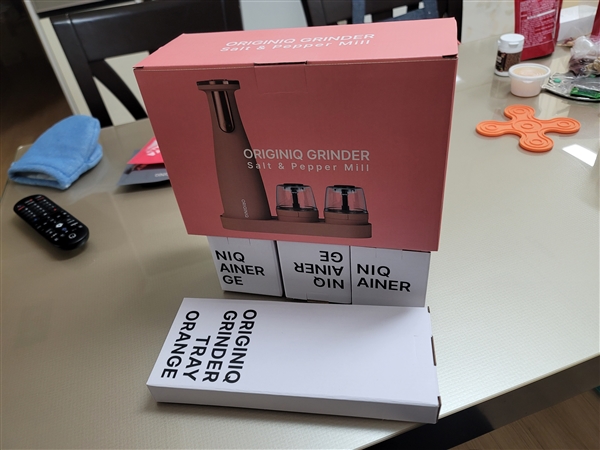 ORIGINIQ GRINDER
Salt & Pepper Mill
ORIGINIQ GRINDER
Salt & Pepper Mill
NIQ
AINER
GE
NIQ
AINER
GE
NIQ
AINER
ORIGINIQ
GRINDER
TRAY
ORANGE